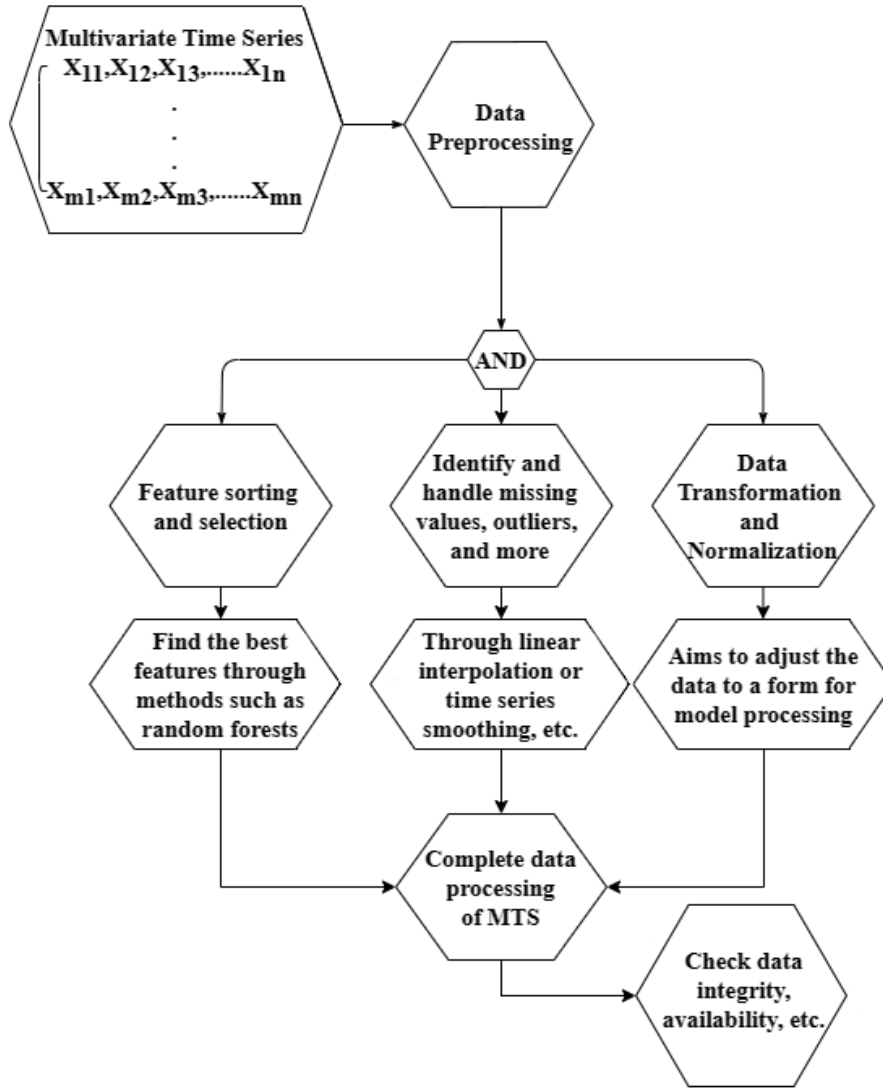 Multivariate Time Series
X11,X12,X13,......X1n
.
.
.
Xm1,Xm2,Xm3,......Xmn
Data
Preprocessing
AND
Feature sorting
and selection
Identify and
handle missing
values, outliers,
and more
Data
Transformation
and
Normalization
Find the best
features through
methods such as
random forests
Through linear
interpolation or
time series
smoothing, etc.
Aims to adjust the
data to a form for
model processing
Complete data
processing
of MTS
Check data
integrity,
availability, etc.